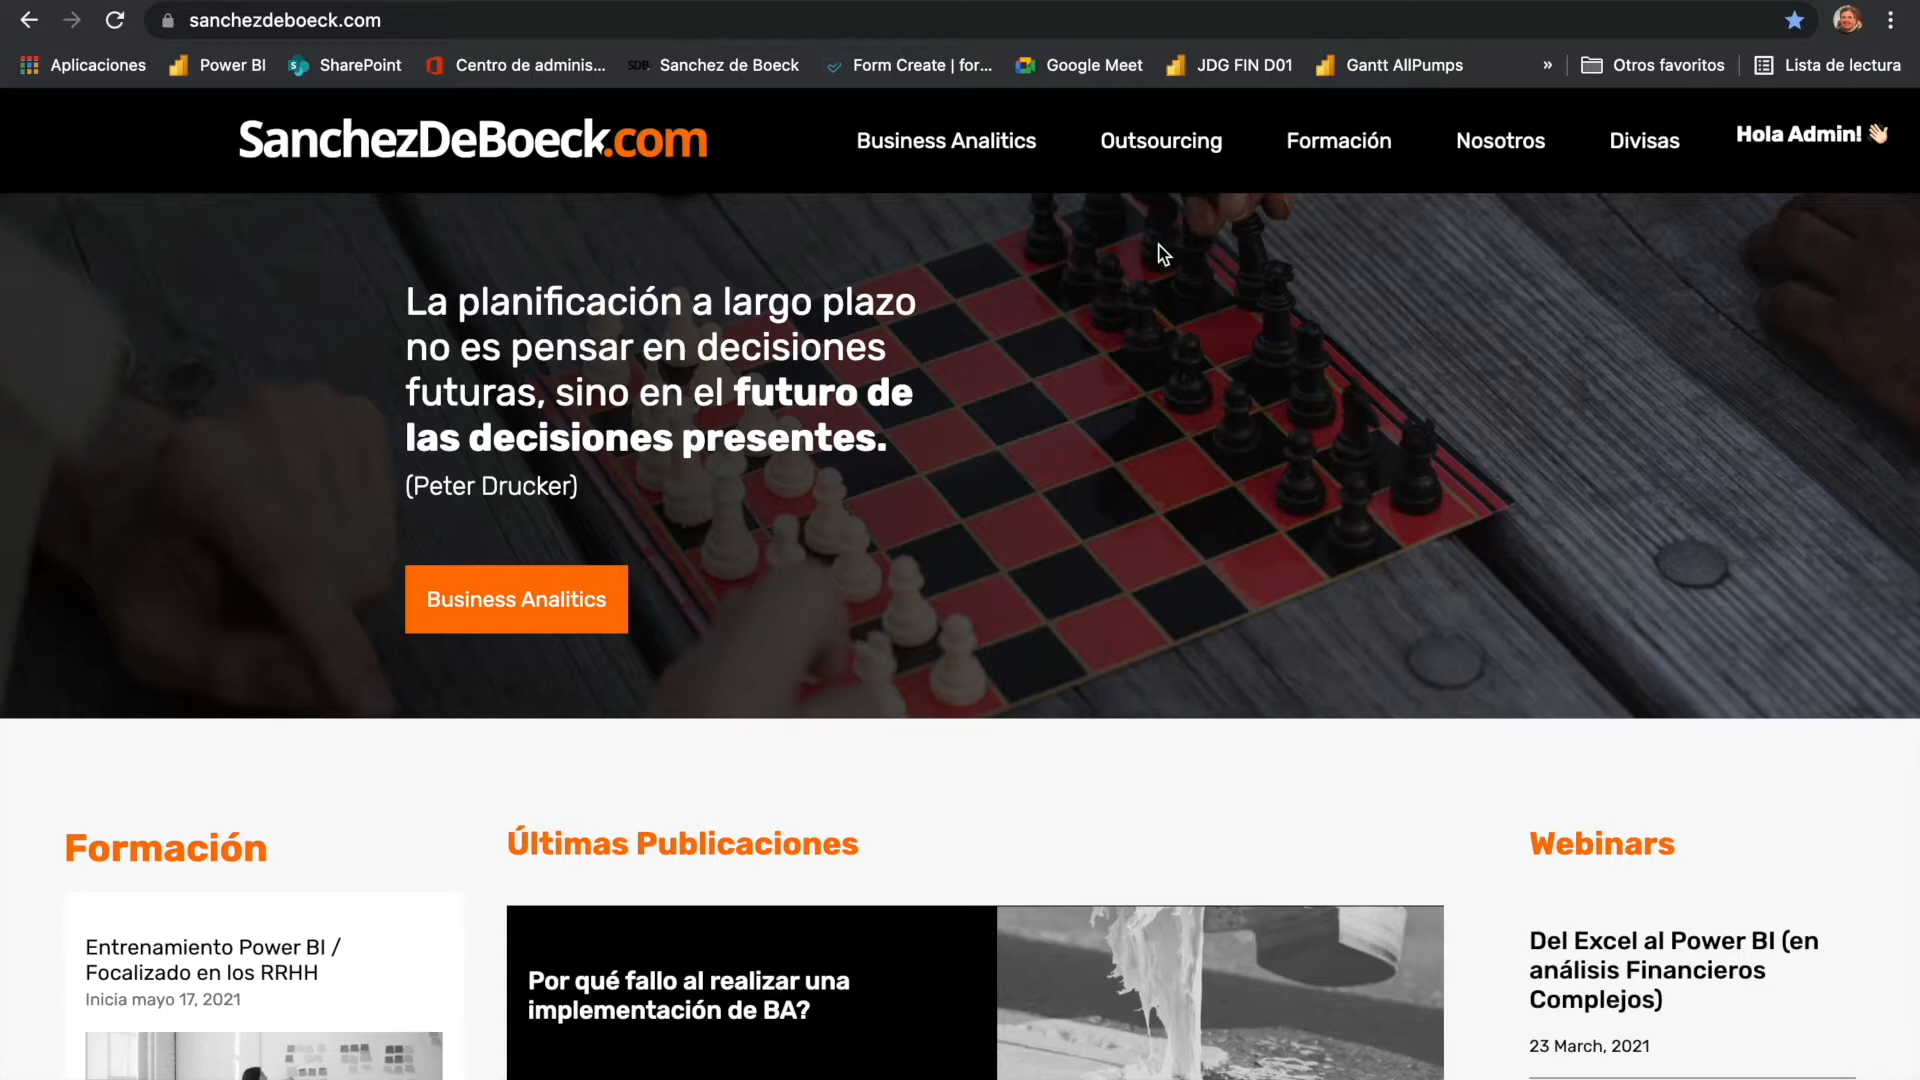 sanchezdeboeck.com
Aplicaciones Power BI SharePoint Centro de adminis... SDB Sanchez de Boeck Form Create | for... Google Meet JDG FIN D01 Gantt AllPumps » Otros favoritos Lista de lectura
SanchezDeBoeck.com
Business Analitics Outsourcing Formación Nosotros Divisas Hola Admin! 👋🏻
La planificación a largo plazo
no es pensar en decisiones
futuras, sino en el futuro de
las decisiones presentes.
(Peter Drucker)
Business Analitics
Formación
Entrenamiento Power BI /
Focalizado en los RRHH
Inicia mayo 17, 2021
Últimas Publicaciones
Por qué fallo al realizar una
implementación de BA?
Webinars
Del Excel al Power BI (en
análisis Financieros
Complejos)
23 March, 2021